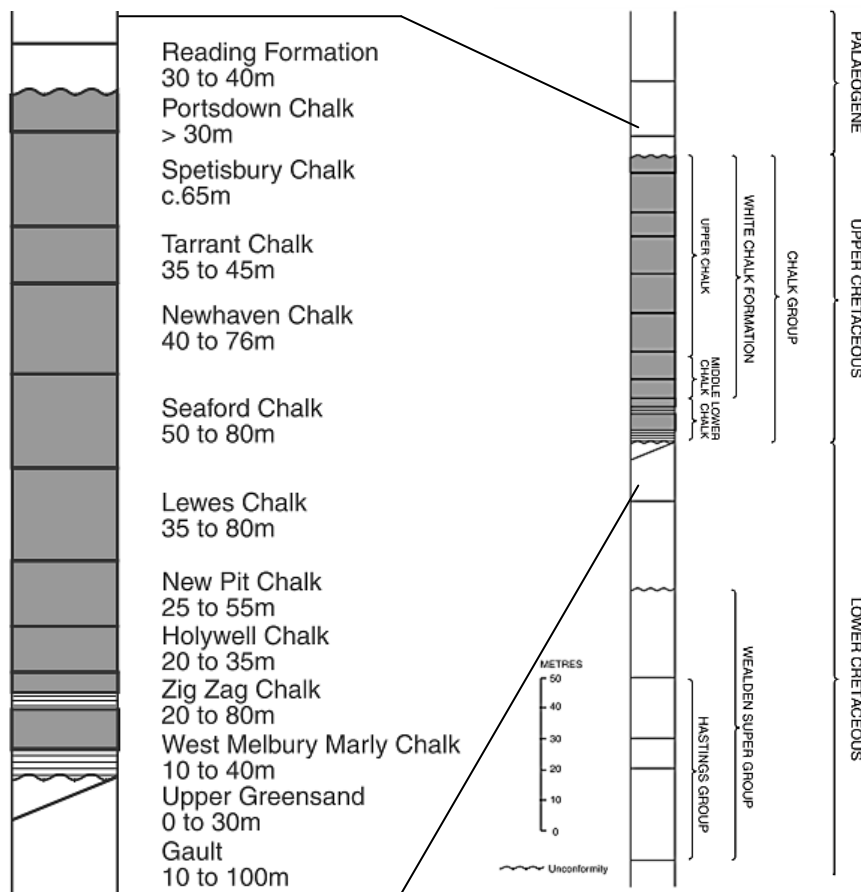 Reading Formation
30 to 40m
Portsdown Chalk
> 30m
Spetisbury Chalk
c.65m
Tarrant Chalk
35 to 45m
Newhaven Chalk
40 to 76m
Seaford Chalk
50 to 80m
Lewes Chalk
35 to 80m
New Pit Chalk
25 to 55m
Holywell Chalk
20 to 35m
Zig Zag Chalk
20 to 80m
West Melbury Marly Chalk
10 to 40m
Upper Greensand
0 to 30m
Gault
10 to 100m
METRES
50
40
30
20
10
0
Unconformity
UPPER CHALK
MIDDLE
CHALK
LOWER
CHALK
WHITE CHALK FORMATION
CHALK GROUP
HASTINGS GROUP
WEALDEN SUPER GROUP
PALAEOGENE
UPPER CRETACEOUS
LOWER CRETACEOUS